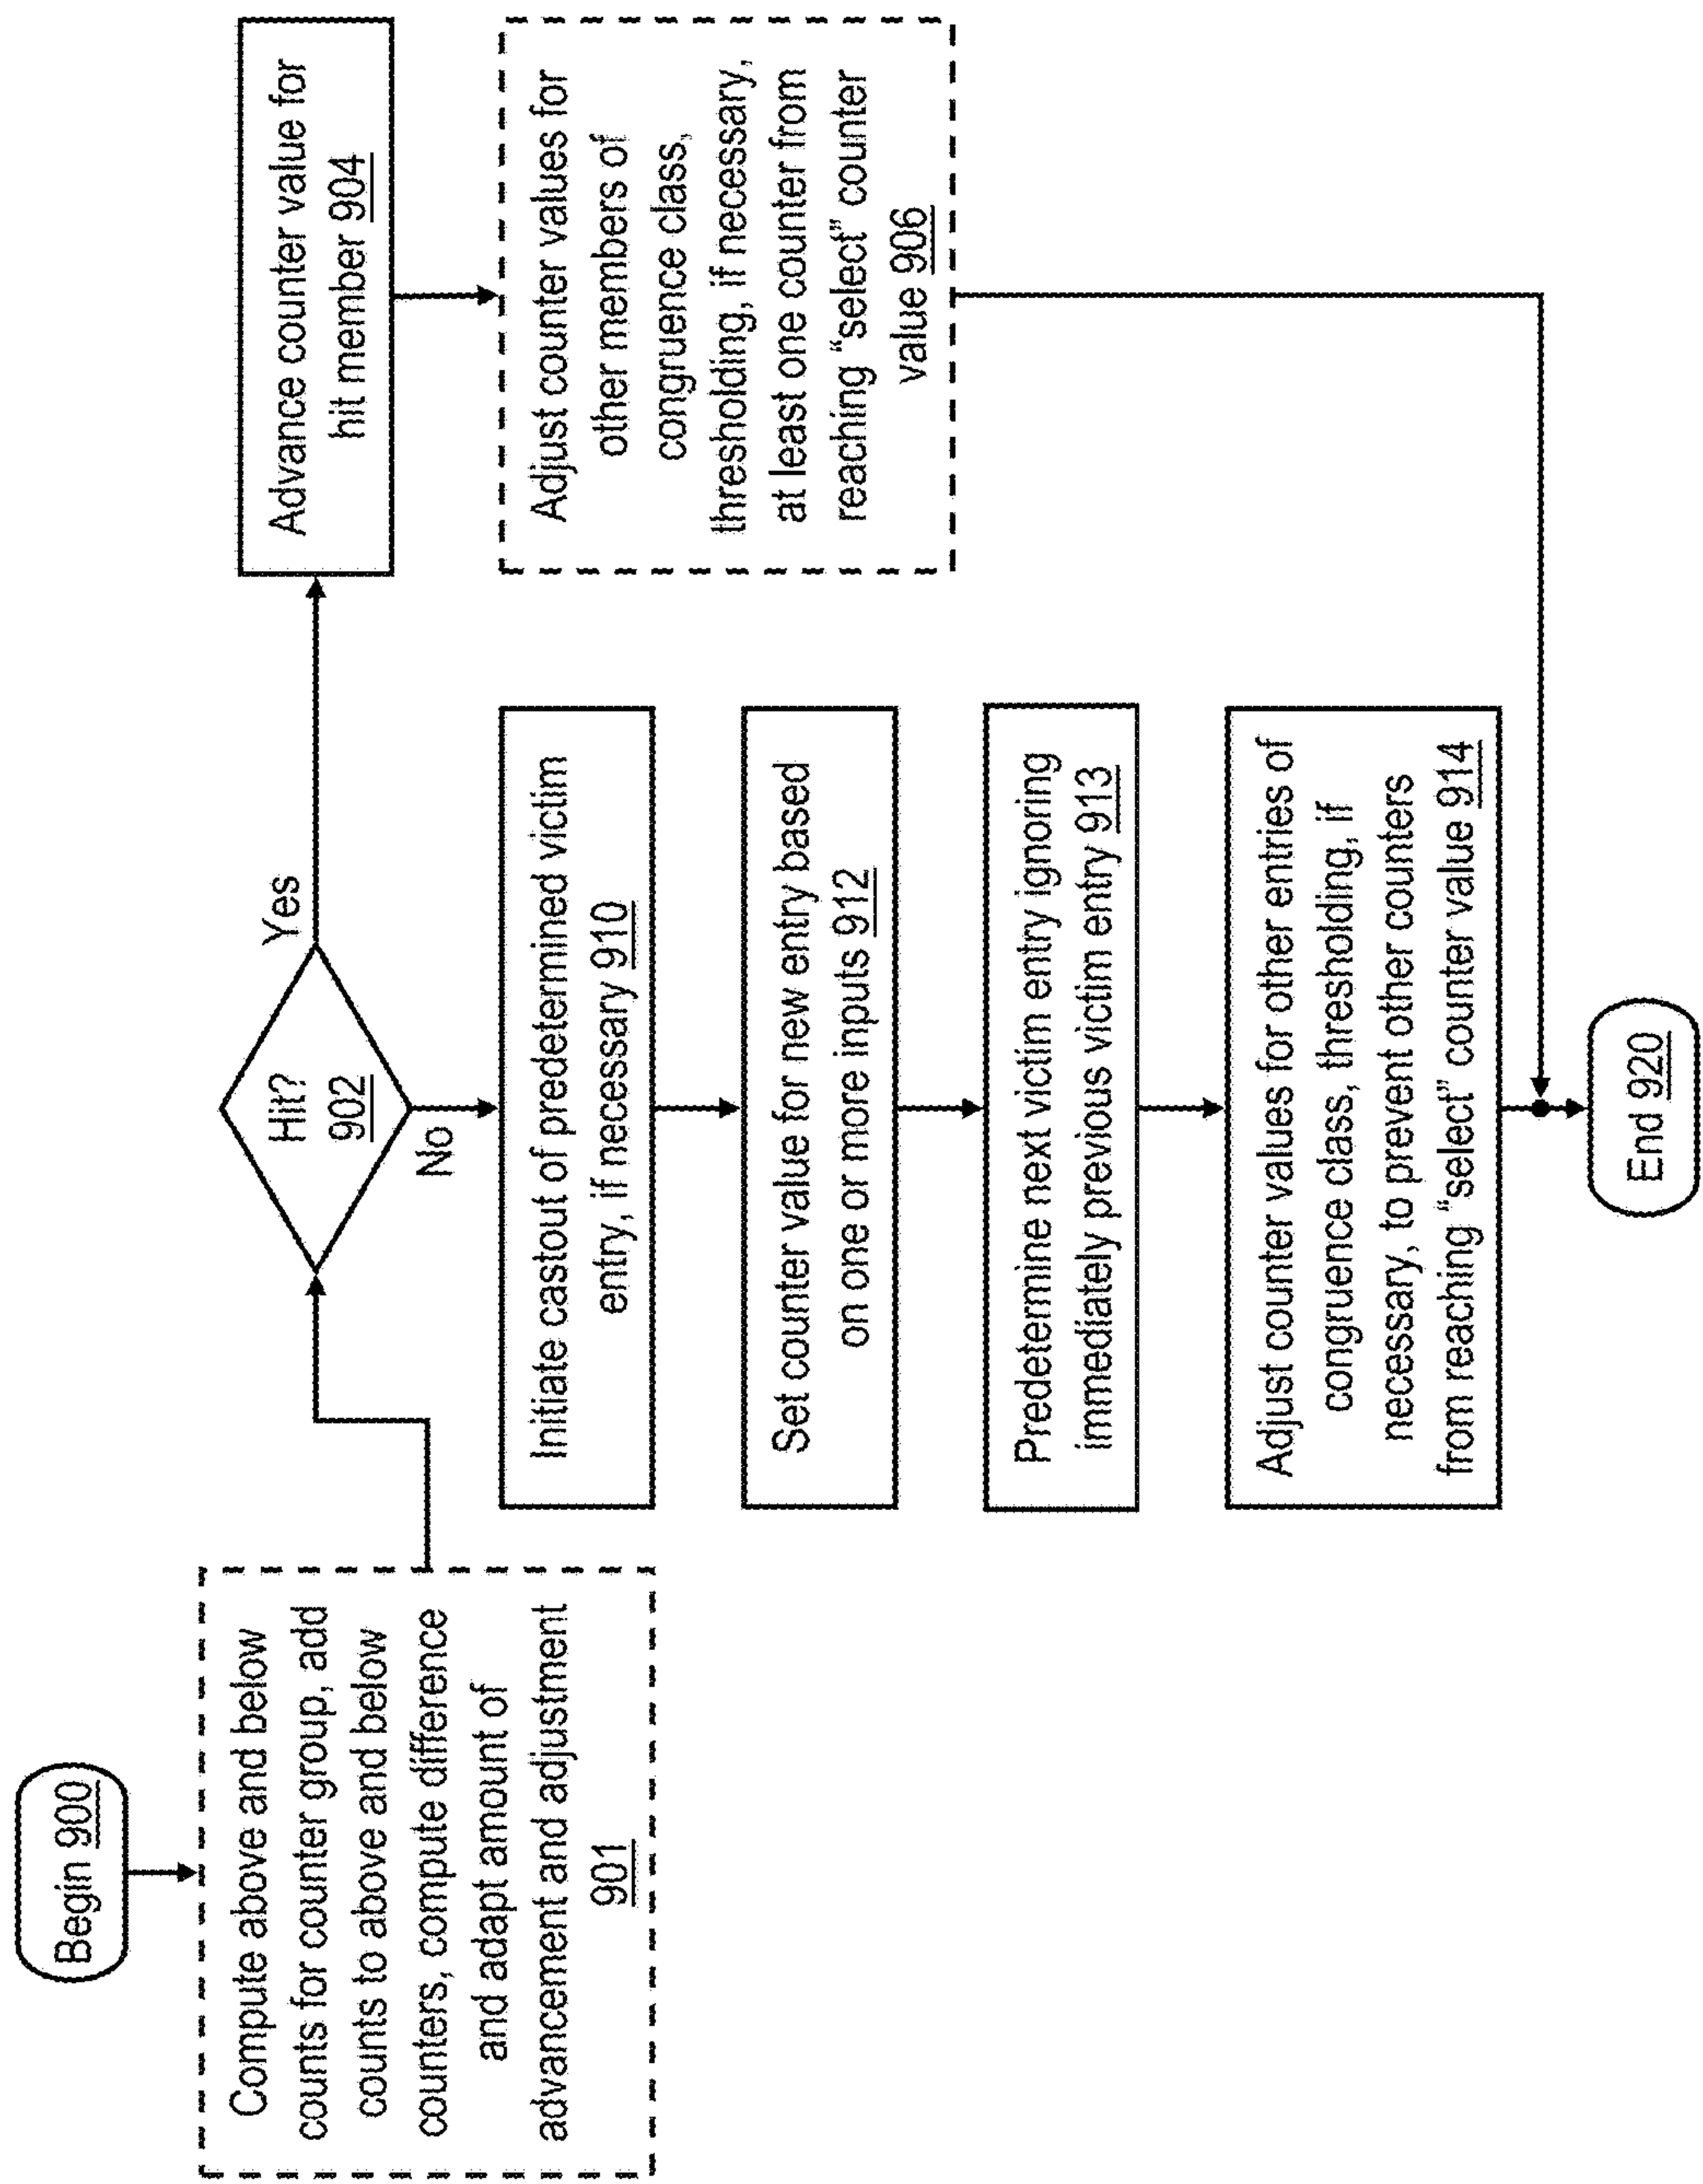 Begin 900
Compute above and below
counts for counter group, add
counts to above and below
counters, compute difference
and adapt amount of
advancement and adjustment
901
Hit?
902
Yes
No
Advance counter value for
hit member 904
Adjust counter values for
other members of
congruence class,
thresholding, if necessary,
at least one counter from
reaching “select” counter
value 906
Initiate castout of predetermined victim
entry, if necessary 910
Set counter value for new entry based
on one or more inputs 912
Predetermine next victim entry ignoring
immediately previous victim entry 913
Adjust counter values for other entries of
congruence class, thresholding, if
necessary, to prevent other counters
from reaching “select” counter value 914
End 920